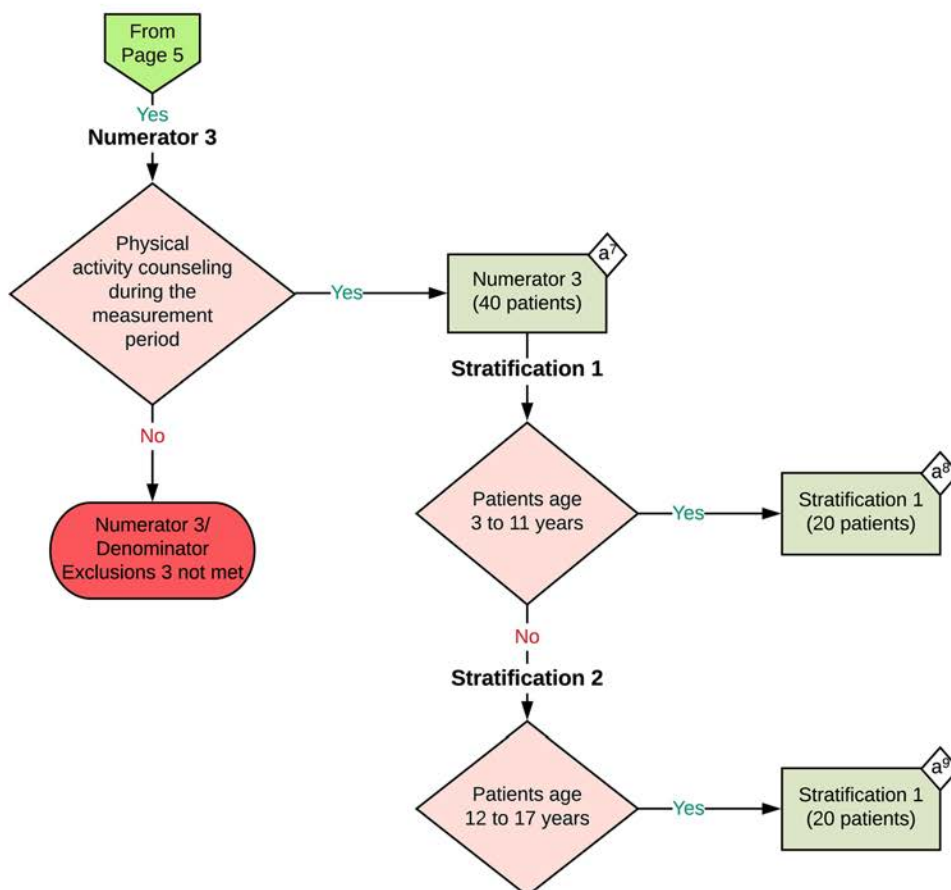 From
Page 5
Yes
Numerator 3
Physical
activity counseling
during the
measurement
period
Yes
a⁷
Numerator 3
(40 patients)
No
Numerator 3/
Denominator
Exclusions 3 not met
Stratification 1
Patients age
3 to 11 years
Yes
a⁸
Stratification 1
(20 patients)
No
Stratification 2
Patients age
12 to 17 years
Yes
a⁹
Stratification 1
(20 patients)